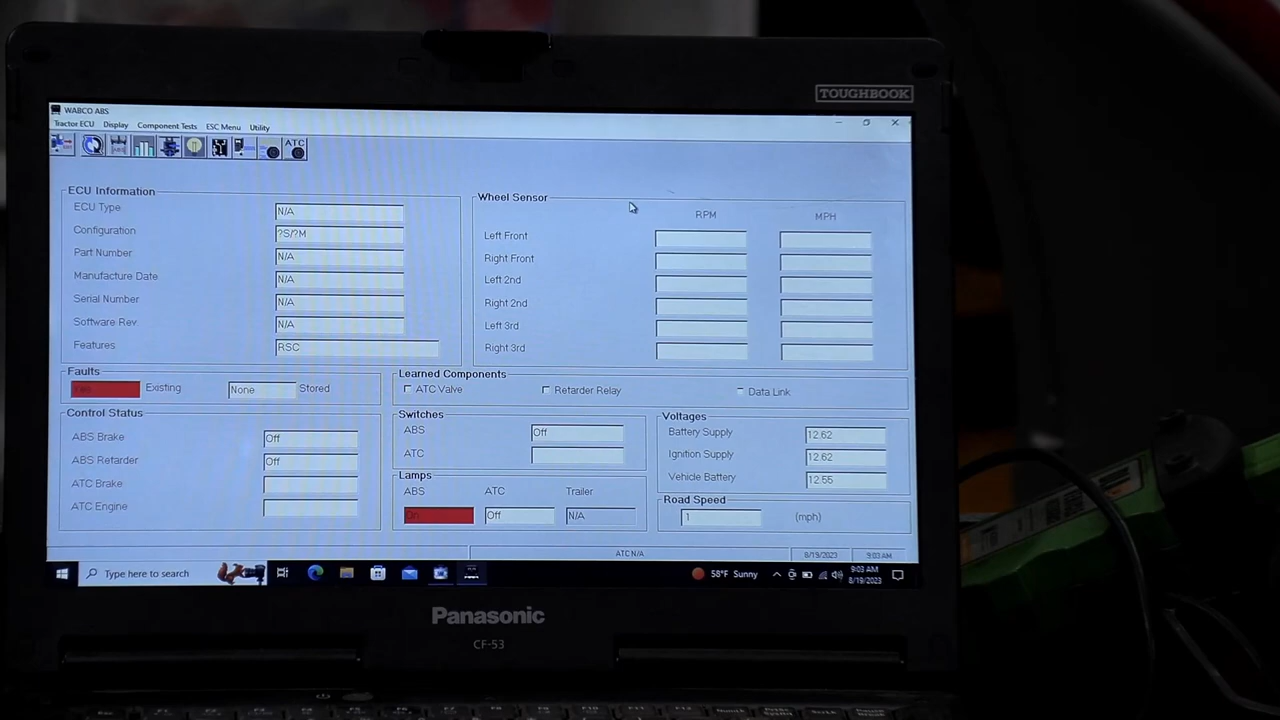 TOUGHBOOK
WABCO ABS
Tractor ECU Display Component Tests ESC Menu Utility
ATC
ECU Information
ECU Type N/A
Configuration ?S/?M
Part Number N/A
Manufacture Date N/A
Serial Number N/A
Software Rev. N/A
Features RSC
Wheel Sensor
RPM MPH
Left Front
Right Front
Left 2nd
Right 2nd
Left 3rd
Right 3rd
Faults
Yes Existing None Stored
Learned Components
ATC Valve Retarder Relay Data Link
Control Status
ABS Brake Off
ABS Retarder Off
ATC Brake
ATC Engine
Switches
ABS Off
ATC
Lamps
ABS ATC Trailer
On Off N/A
Voltages
Battery Supply 12.62
Ignition Supply 12.62
Vehicle Battery 12.55
Road Speed
1 (mph)
ATC N/A 8/19/2023 9:03 AM
Type here to search
58°F Sunny
9:03 AM
8/19/2023
Panasonic
CF-53